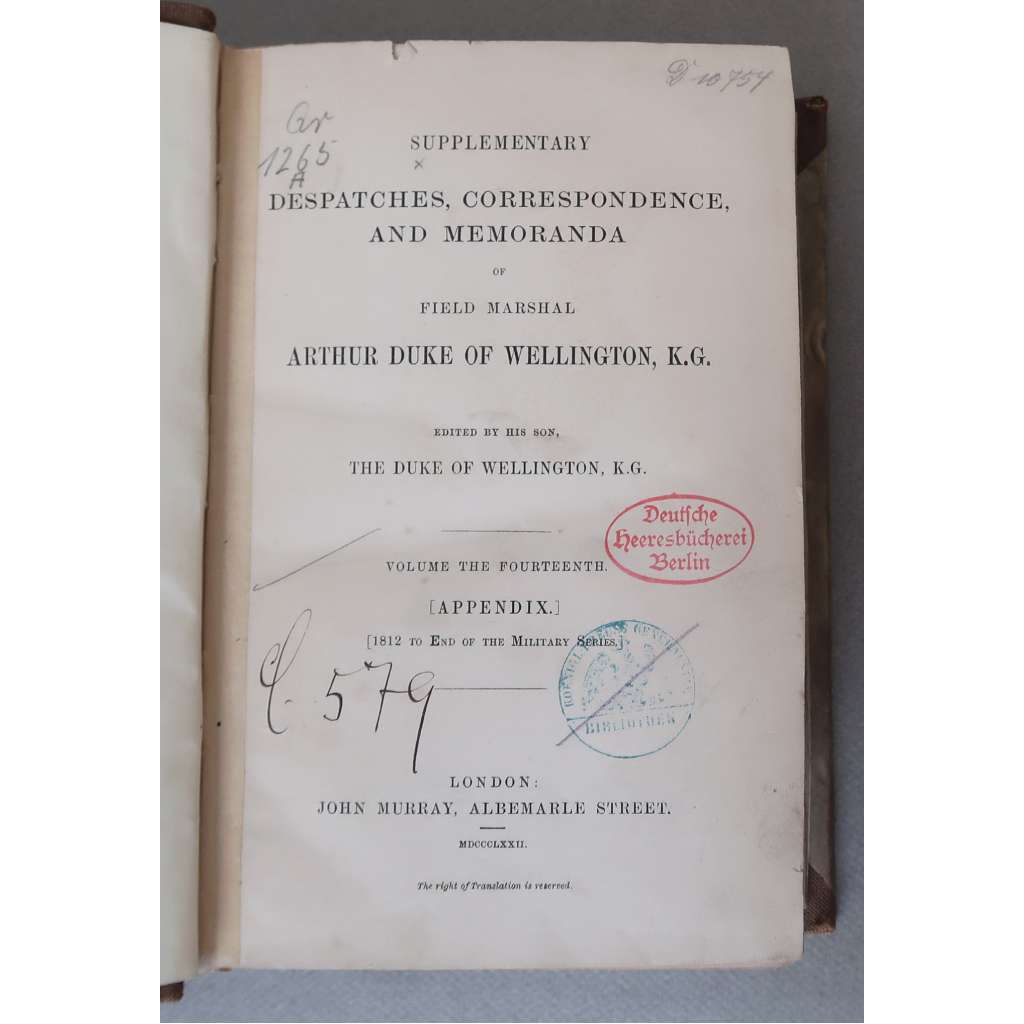 D 10754
Gr
1265
A
SUPPLEMENTARY
x
DESPATCHES, CORRESPONDENCE,
AND MEMORANDA
OF
FIELD MARSHAL
ARTHUR DUKE OF WELLINGTON, K.G.
EDITED BY HIS SON,
THE DUKE OF WELLINGTON, K.G.
Deutſche
Heeresbücherei
Berlin
VOLUME THE FOURTEENTH.
[APPENDIX.]
[1812 TO END OF THE MILITARY SERIES.]
C. 579
BIBLIOTHEK
LONDON:
JOHN MURRAY, ALBEMARLE STREET.
MDCCCLXXII.
The right of Translation is reserved.